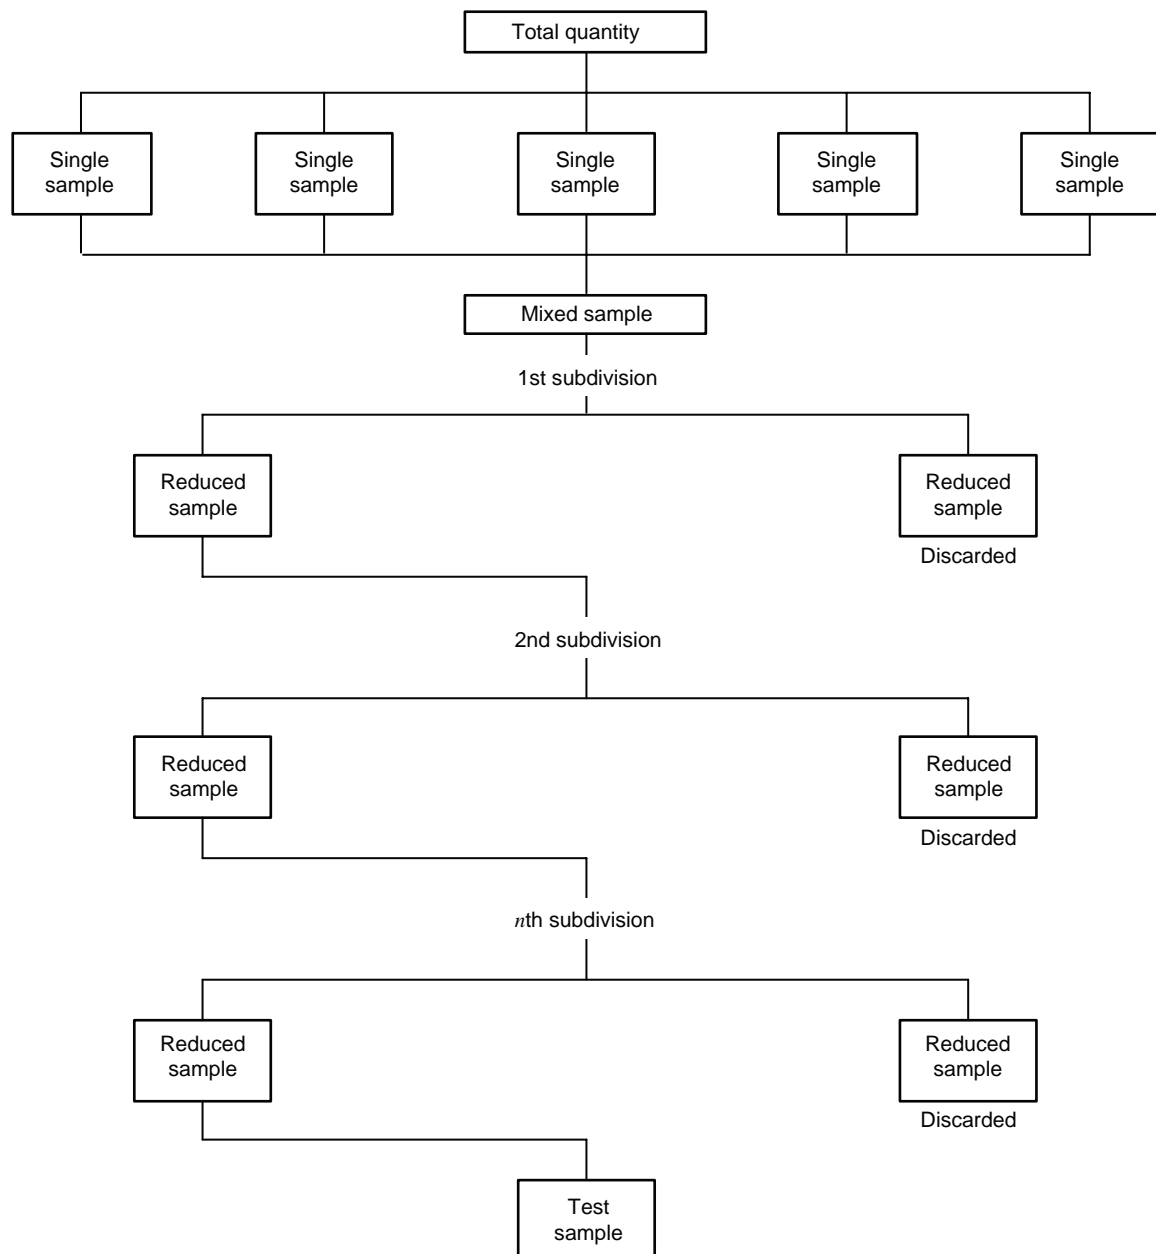 Total quantity
Single
sample
Single
sample
Single
sample
Single
sample
Single
sample
Mixed sample
1st subdivision
Reduced
sample
Reduced
sample
Discarded
2nd subdivision
Reduced
sample
Reduced
sample
Discarded
nth subdivision
Reduced
sample
Reduced
sample
Discarded
Test
sample